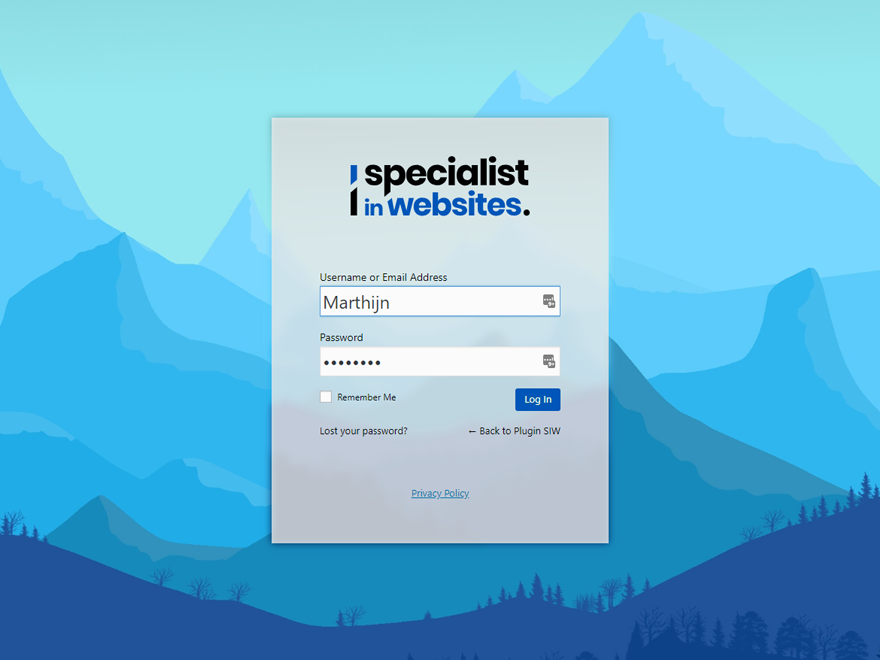 specialist
in websites.
Username or Email Address
Marthijn
Password
••••••••
Remember Me
Log In
Lost your password?
← Back to Plugin SIW
Privacy Policy